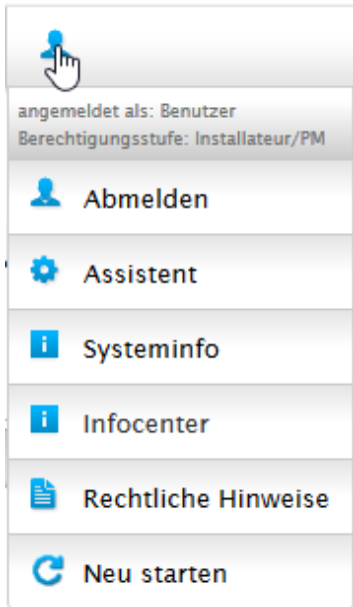 angemeldet als: Benutzer
Berechtigungsstufe: Installateur/PM
Abmelden
Assistent
Systeminfo
Infocenter
Rechtliche Hinweise
Neu starten